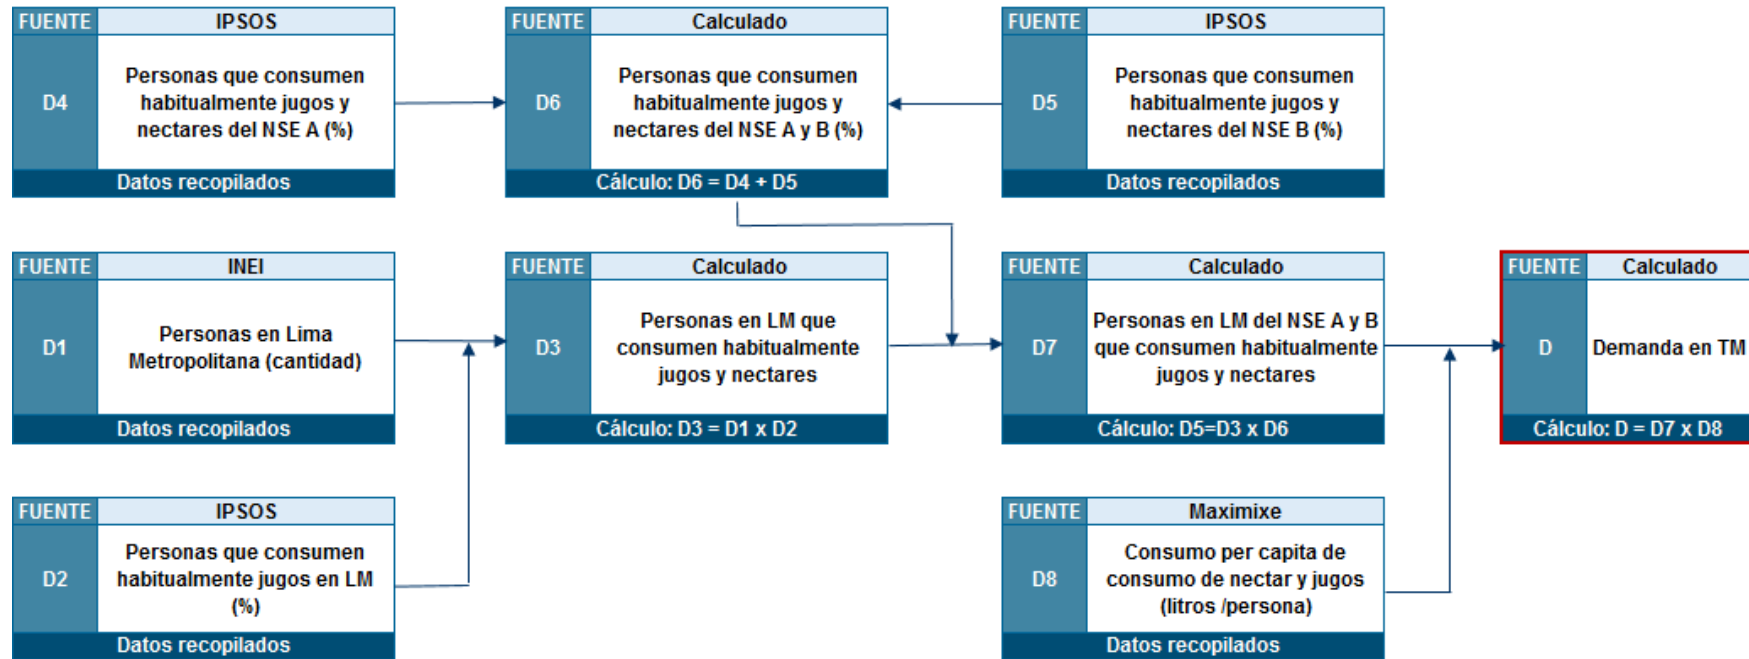 FUENTE IPSOS
D4
Personas que consumen
habitualmente jugos y
nectares del NSE A (%)
Datos recopilados
FUENTE Calculado
D6
Personas que consumen
habitualmente jugos y
nectares del NSE A y B (%)
Cálculo: D6 = D4 + D5
FUENTE IPSOS
D5
Personas que consumen
habitualmente jugos y
nectares del NSE B (%)
Datos recopilados
FUENTE INEI
D1
Personas en Lima
Metropolitana (cantidad)
Datos recopilados
FUENTE Calculado
D3
Personas en LM que
consumen habitualmente
jugos y nectares
Cálculo: D3 = D1 x D2
FUENTE Calculado
D7
Personas en LM del NSE A y B
que consumen habitualmente
jugos y nectares
Cálculo: D5=D3 x D6
FUENTE Calculado
D
Demanda en TM
Cálculo: D = D7 x D8
FUENTE IPSOS
D2
Personas que consumen
habitualmente jugos en LM
(%)
Datos recopilados
FUENTE Maximixe
D8
Consumo per capita de
consumo de nectar y jugos
(litros /persona)
Datos recopilados